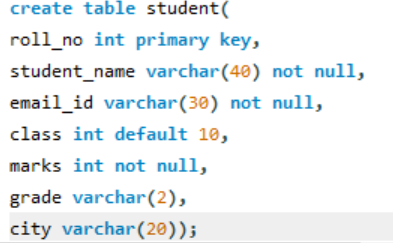 create table student(
roll_no int primary key,
student_name varchar(40) not null,
email_id varchar(30) not null,
class int default 10,
marks int not null,
grade varchar(2),
city varchar(20));